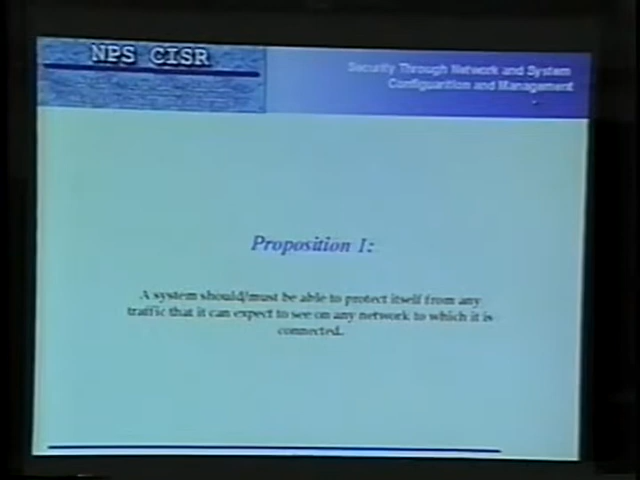 NPS CISR
Security Through Network and System
Configuartion and Management
Proposition 1:
A system should/must be able to protect itself from any
traffic that it can expect to see on any network to which it is
connected.